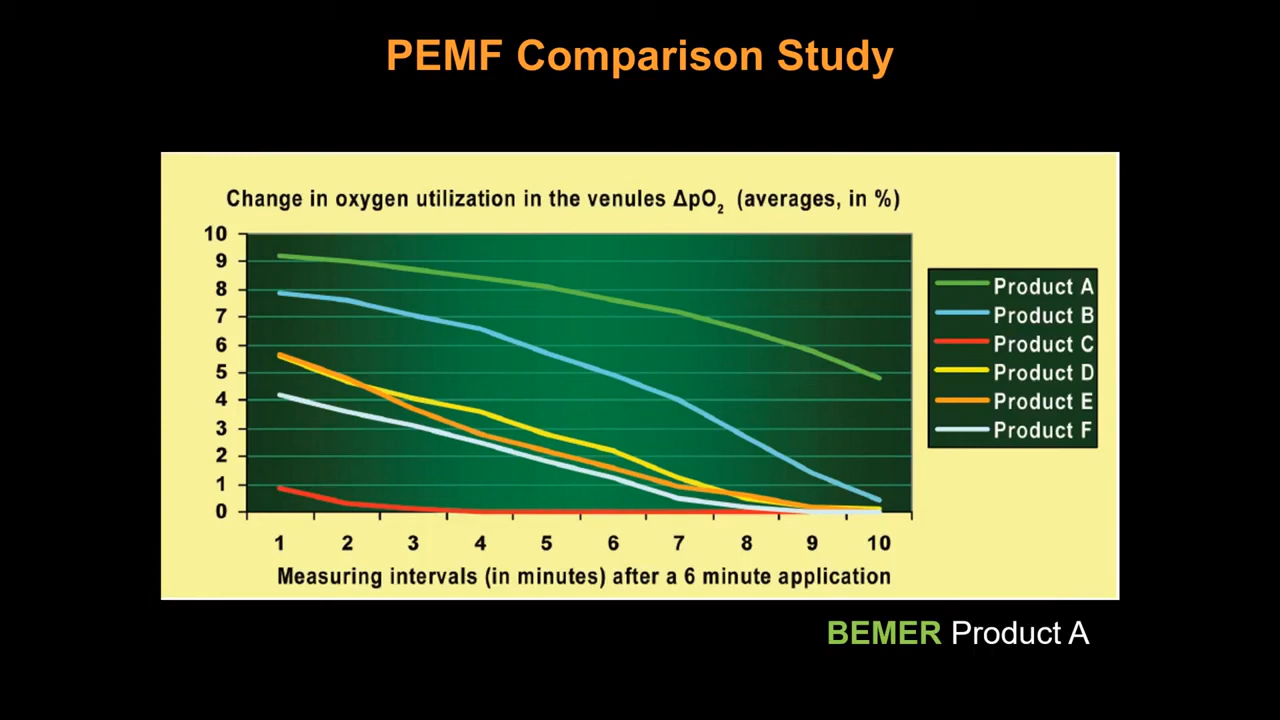 PEMF Comparison Study
Change in oxygen utilization in the venules ΔpO₂ (averages, in %)
10
9
8
7
6
5
4
3
2
1
0
1 2 3 4 5 6 7 8 9 10
Measuring intervals (in minutes) after a 6 minute application
Product A
Product B
Product C
Product D
Product E
Product F
BEMER Product A